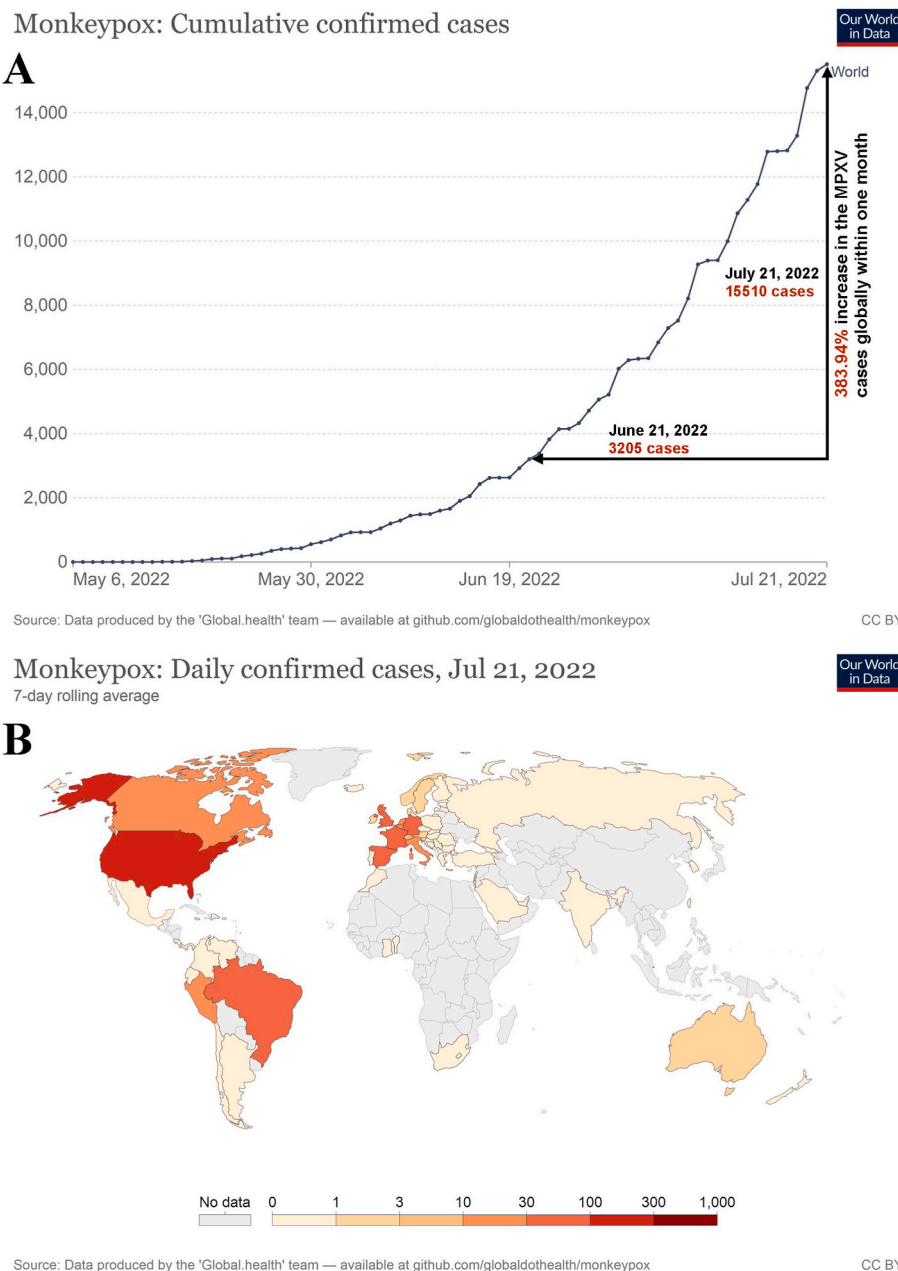 Monkeypox: Cumulative confirmed cases
Our World
in Data
A
World
14,000
12,000
10,000
8,000
6,000
4,000
2,000
0
383.94% increase in the MPXV
cases globally within one month
July 21, 2022
15510 cases
June 21, 2022
3205 cases
May 6, 2022
May 30, 2022
Jun 19, 2022
Jul 21, 2022
Source: Data produced by the 'Global.health' team — available at github.com/globaldothealth/monkeypox
CC BY
Monkeypox: Daily confirmed cases, Jul 21, 2022
7-day rolling average
Our World
in Data
B
No data 0 1 3 10 30 100 300 1,000
Source: Data produced by the 'Global.health' team — available at github.com/globaldothealth/monkeypox
CC BY